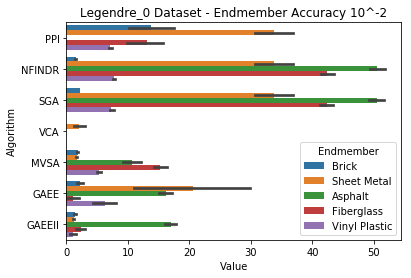 Legendre_0 Dataset - Endmember Accuracy 10^-2
Algorithm
PPI
NFINDR
SGA
VCA
MVSA
GAEE
GAEEII
Endmember
Brick
Sheet Metal
Asphalt
Fiberglass
Vinyl Plastic
0
10
20
30
40
50
Value